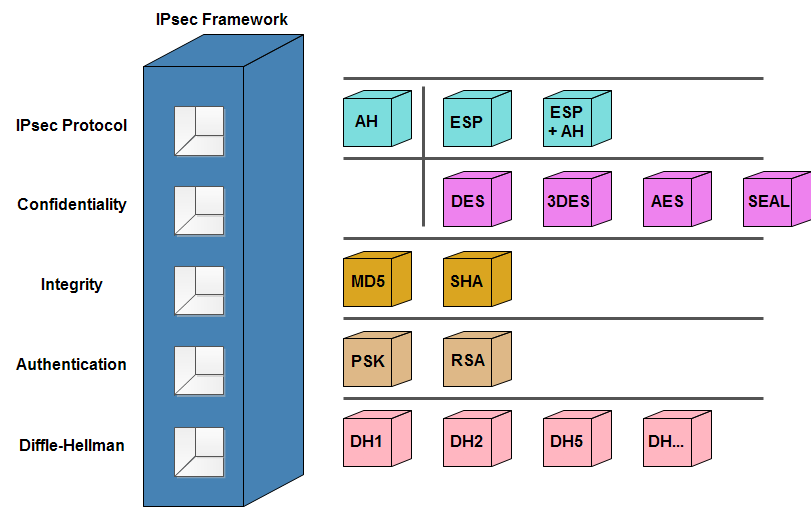 IPsec Framework
IPsec Protocol
AH
ESP
ESP
+ AH
Confidentiality
DES
3DES
AES
SEAL
Integrity
MD5
SHA
Authentication
PSK
RSA
Diffle-Hellman
DH1
DH2
DH5
DH...